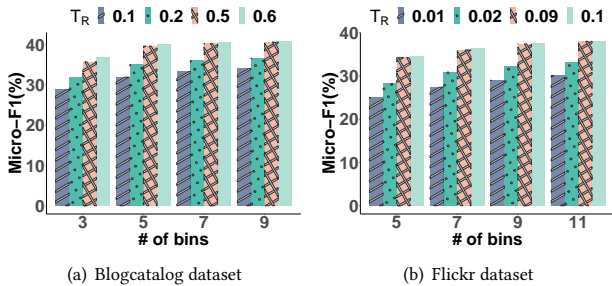 T_R 0.1 0.2 0.5 0.6
Micro−F1(%)
40
30
20
10
0
3 5 7 9
# of bins
(a) Blogcatalog dataset
T_R 0.01 0.02 0.09 0.1
Micro−F1(%)
40
30
20
10
0
5 7 9 11
# of bins
(b) Flickr dataset